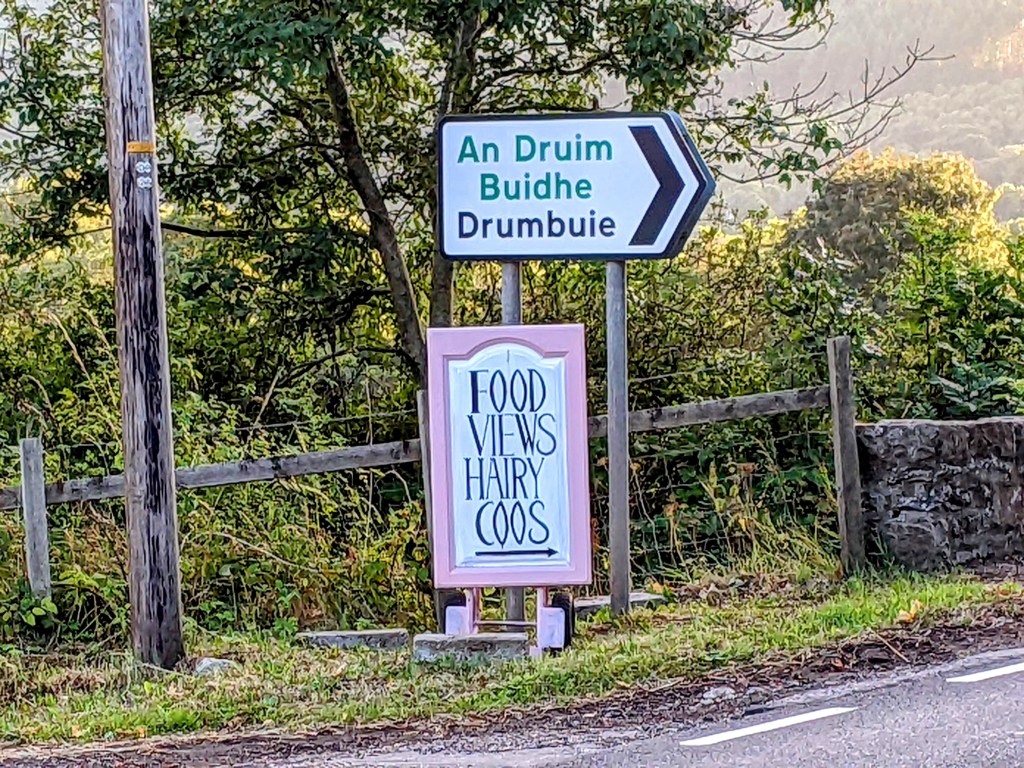 An Druim
Buidhe
Drumbuie
FOOD
VIEWS
HAIRY
COOS